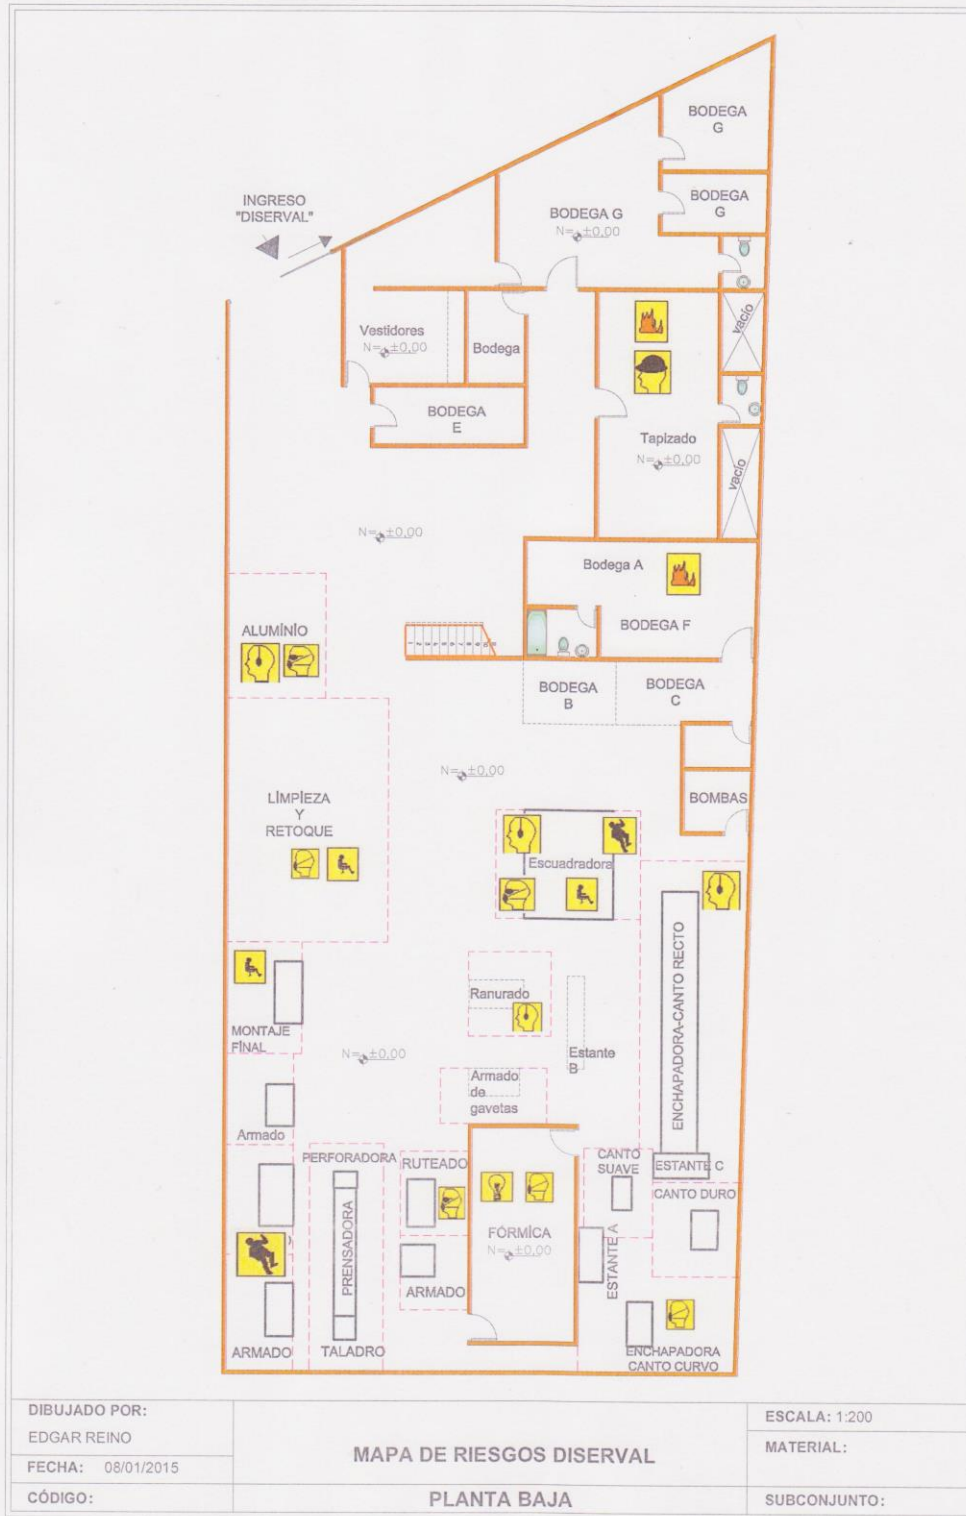 BODEGA
G
INGRESO
"DISERVAL"
BODEGA G
N=±0,00
BODEGA
G
Vestidores
N=±0,00
Bodega
vacío
BODEGA
E
Tapizado
N=±0,00
vacío
N=±0,00
Bodega A
BODEGA F
ALUMINIO
BODEGA
B
BODEGA
C
N=±0,00
BOMBAS
LIMPIEZA
Y
RETOQUE
Escuadradora
ENCHAPADORA-CANTO RECTO
Ranurado
MONTAJE
FINAL
N=±0,00
Estante
B
Armado
de
gavetas
Armado
PERFORADORA
RUTEADO
CANTO
SUAVE
ESTANTE C
CANTO DURO
PRENSADORA
FÓRMICA
N=±0,00
ESTANTE A
ARMADO
ARMADO
TALADRO
ENCHAPADORA
CANTO CURVO
DIBUJADO POR:
EDGAR REINO
FECHA: 08/01/2015
CÓDIGO:
MAPA DE RIESGOS DISERVAL
PLANTA BAJA
ESCALA: 1:200
MATERIAL:
SUBCONJUNTO: